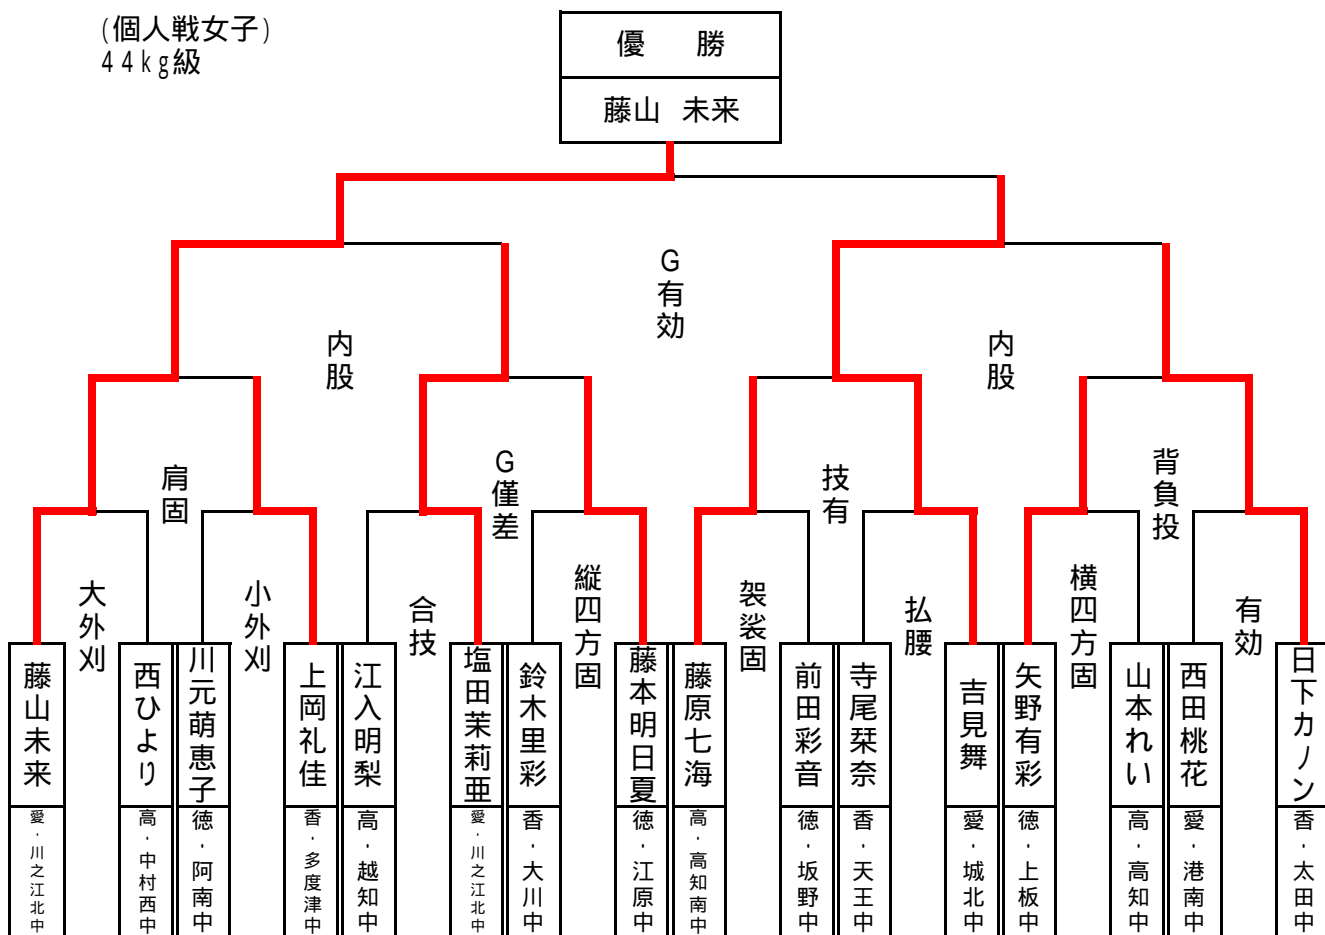 (個人戦女子)
44kg級
優 勝
藤山 未来
G有効
内股
内股
肩固
G僅差
技有
背負投
大外刈
小外刈
合技
縦四方固
袈裟固
払腰
横四方固
有効
藤山未来
西ひより
川元萌恵子
上岡礼佳
江入明梨
塩田茉莉亜
鈴木里彩
藤本明日夏
藤原七海
前田彩音
寺尾栞奈
吉見舞
矢野有彩
山本れい
西田桃花
日下カノン
愛・川之江北中
高・中村西中
徳・阿南中
香・多度津中
高・越知中
愛・川之江北中
香・大川中
徳・江原中
高・高知南中
徳・坂野中
香・天王中
愛・城北中
徳・上板中
高・高知中
愛・港南中
香・太田中